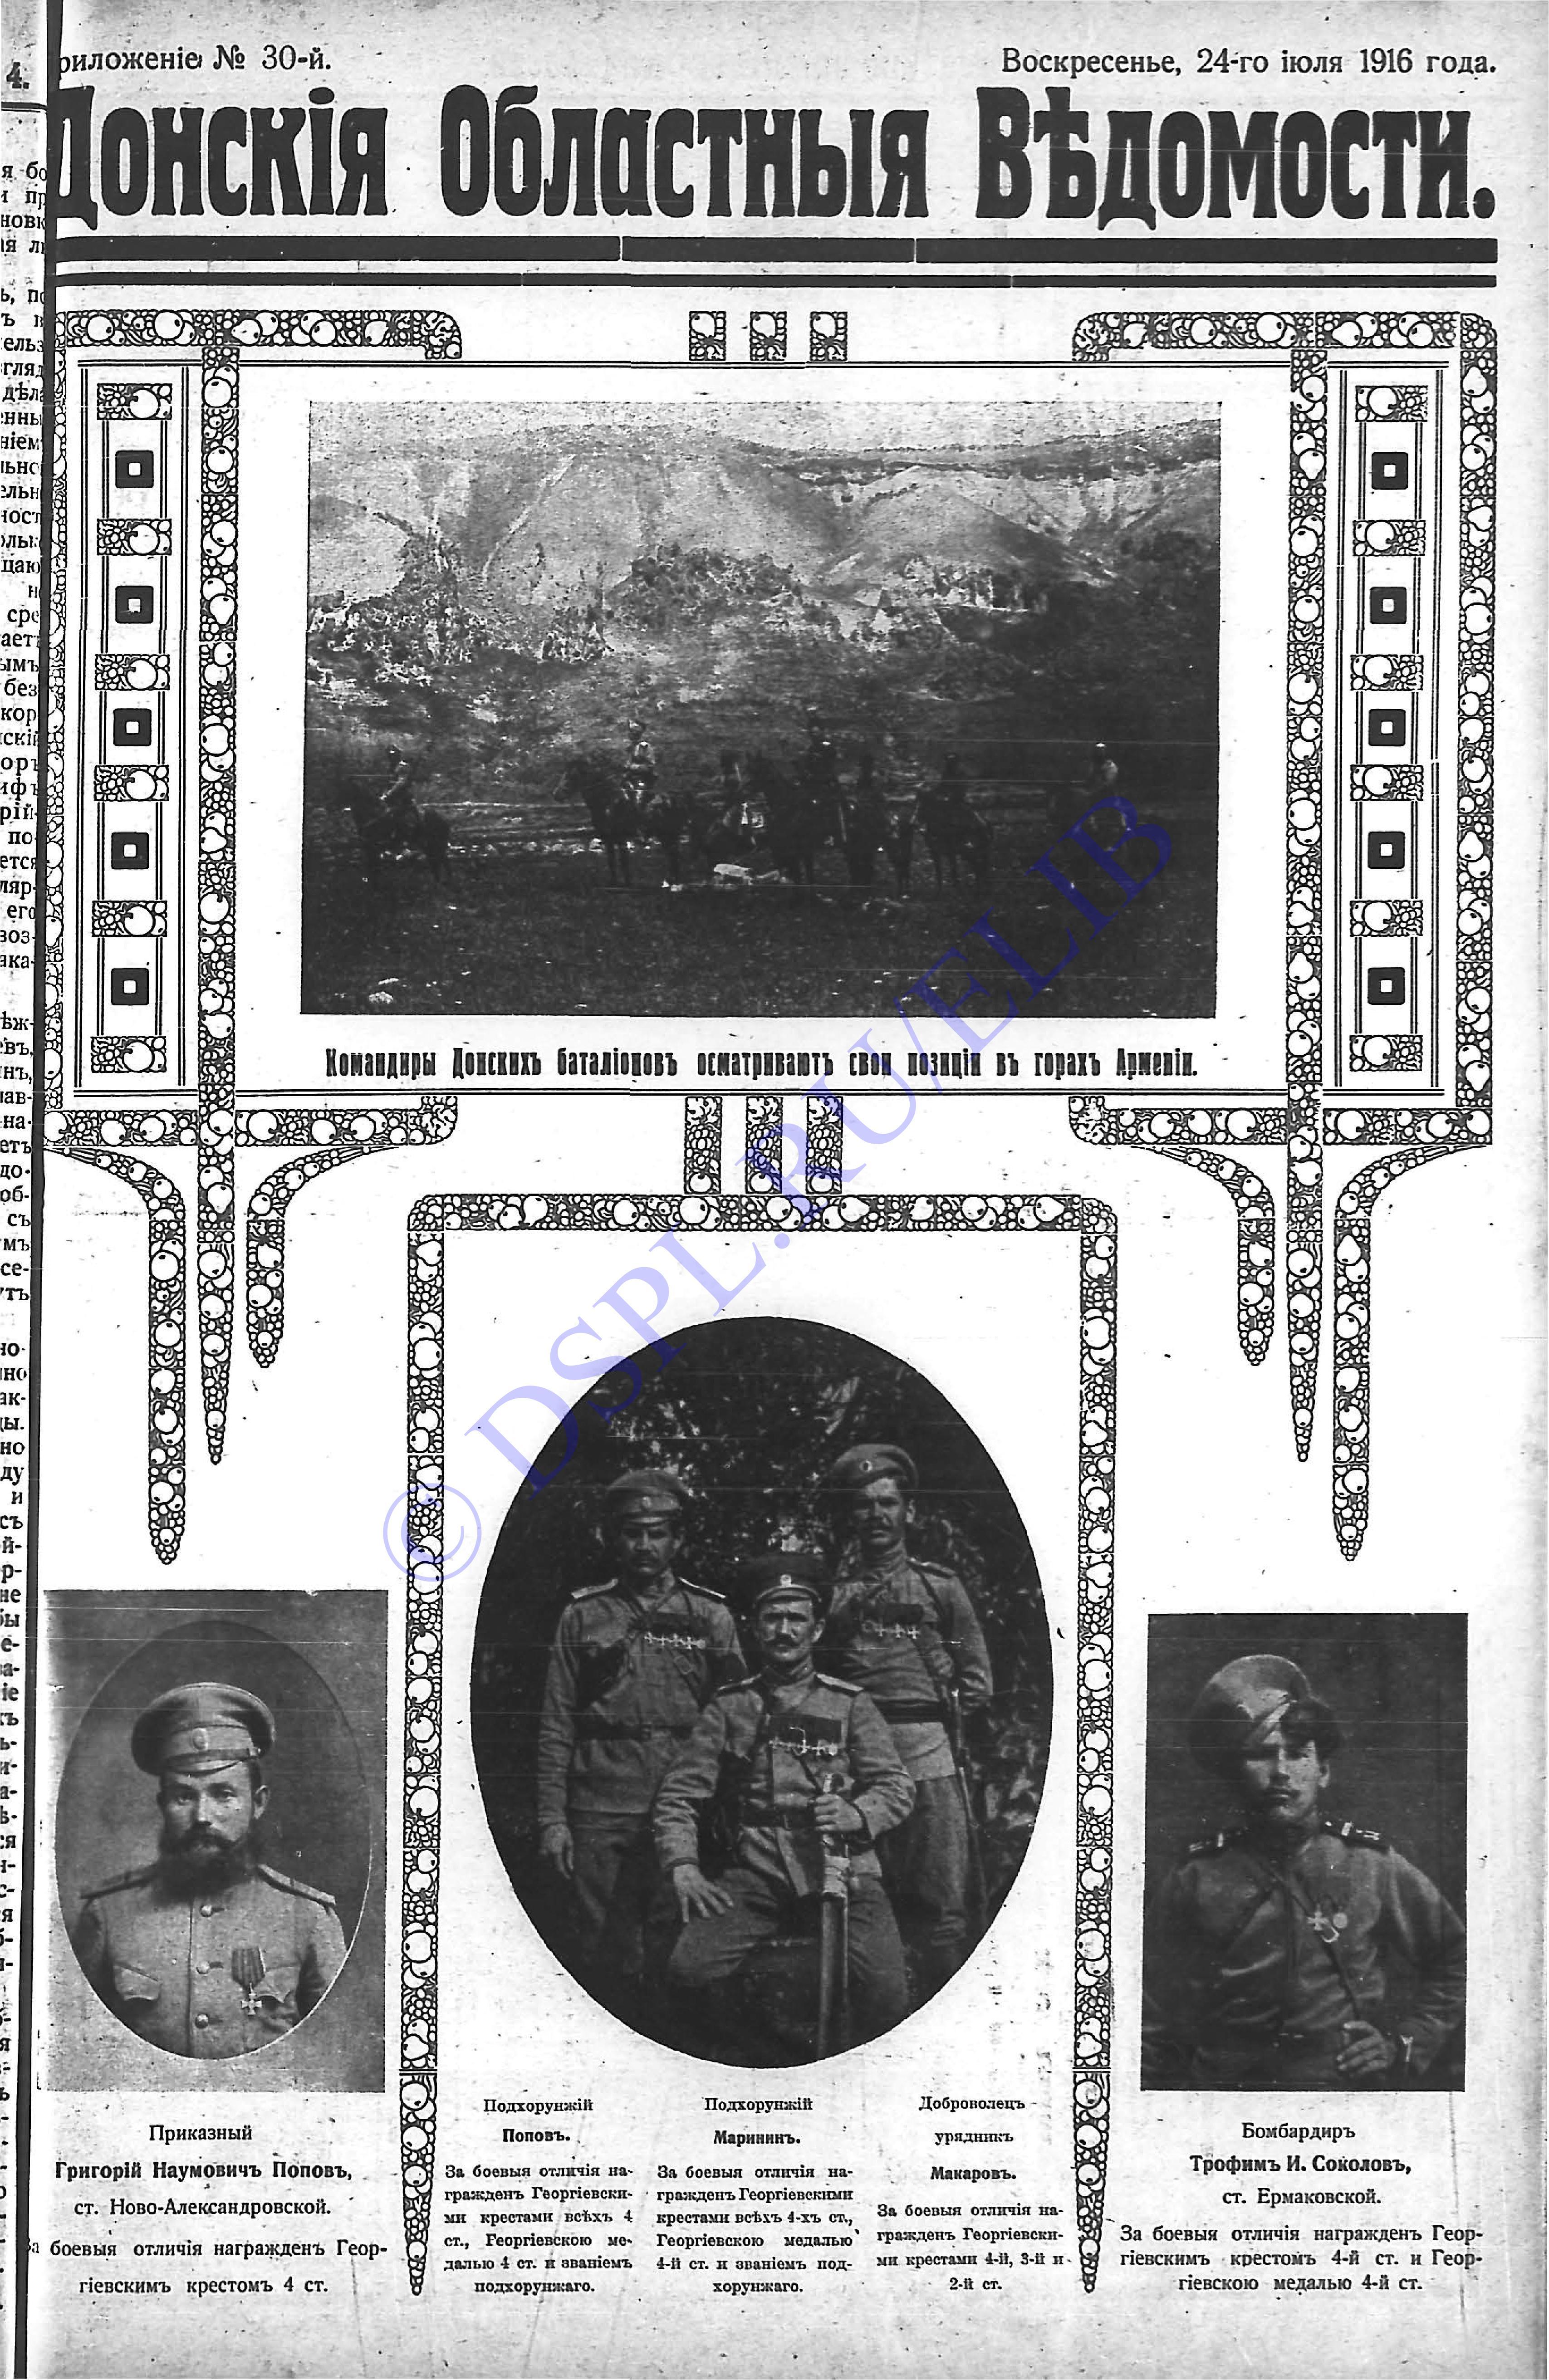 4.
риложеніе № 30-й.
Воскресенье, 24-го іюля 1916 года.
Донскія Областныя Вѣдомости.
Командиры Донскихъ баталіоновъ осматриваютъ свои позиціи въ горахъ Арменіи.
© DSPL.RU/ELIB
Приказный
Григорій Наумовичъ Поповъ,
ст. Ново-Александровской.
За боевыя отличія награжденъ Геор-
гіевскимъ крестомъ 4 ст.
Подхорунжій
Поповъ.
За боевыя отличія на-
гражденъ Георгіевски-
ми крестами всѣхъ 4
ст., Георгіевскою ме-
далью 4 ст. и званіемъ
подхорунжаго.
Подхорунжій
Марининъ.
За боевыя отличія на-
гражденъ Георгіевскими
крестами всѣхъ 4-хъ ст.,
Георгіевскою медалью
4-й ст. и званіемъ под-
хорунжаго.
Доброволецъ
урядникъ
Макаровъ.
За боевыя отличія на-
гражденъ Георгіевски-
ми крестами 4-й, 3-й и
2-й ст.
Бомбардиръ
Трофимъ И. Соколовъ,
ст. Ермаковской.
За боевыя отличія награжденъ Геор-
гіевскимъ крестомъ 4-й ст. и Геор-
гіевскою медалью 4-й ст.